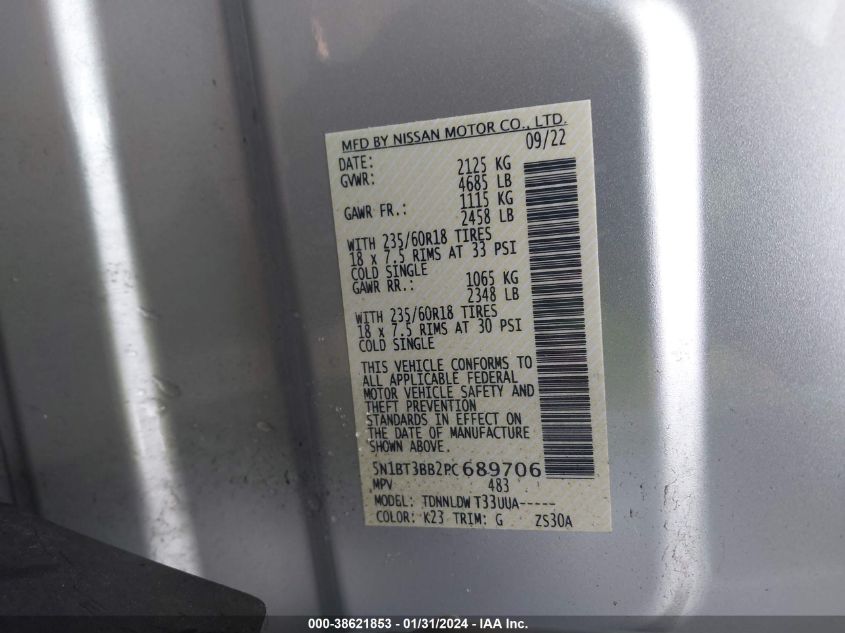 MFD BY NISSAN MOTOR CO., LTD.
DATE: 09/22
GVWR: 2125 KG
4685 LB
GAWR FR.: 1115 KG
2458 LB
WITH 235/60R18 TIRES
18 x 7.5 RIMS AT 33 PSI
COLD SINGLE
GAWR RR.: 1065 KG
2348 LB
WITH 235/60R18 TIRES
18 x 7.5 RIMS AT 30 PSI
COLD SINGLE
THIS VEHICLE CONFORMS TO
ALL APPLICABLE FEDERAL
MOTOR VEHICLE SAFETY AND
THEFT PREVENTION
STANDARDS IN EFFECT ON
THE DATE OF MANUFACTURE
SHOWN ABOVE.
5N1BT3BB2PC689706
MPV 483
MODEL: TDNNLDW T33UUA-----
COLOR: K23 TRIM: G ZS30A
000-38621853 - 01/31/2024 - IAA Inc.